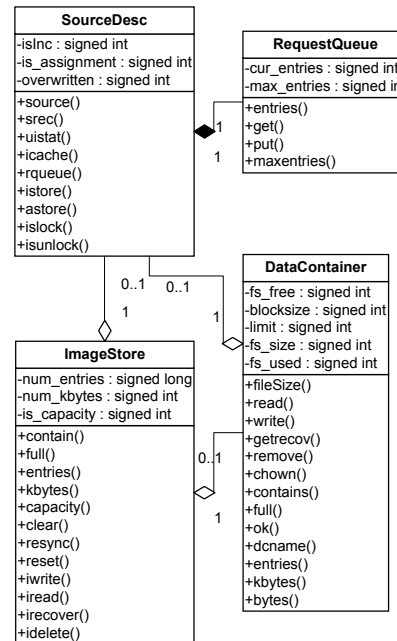 SourceDesc
-isInc : signed int
-is_assignment : signed int
-overwritten : signed int
+source()
+srec()
+uistat()
+icache()
+rqueue()
+istore()
+astore()
+islock()
+isunlock()
RequestQueue
-cur_entries : signed int
-max_entries : signed in
+entries()
+get()
+put()
+maxentries()
1
1
0..1
0..1
1
1
DataContainer
-fs_free : signed int
-blocksize : signed int
-limit : signed int
-fs_size : signed int
-fs_used : signed int
+fileSize()
+read()
+write()
+getrecov()
+remove()
+chown()
+contains()
+full()
+ok()
+dcname()
+entries()
+kbytes()
+bytes()
ImageStore
-num_entries : signed long
-num_kbytes : signed int
-is_capacity : signed int
+contain()
+full()
+entries()
+kbytes()
+capacity()
+clear()
+resync()
+reset()
+iwrite()
+iread()
+irecover()
+idelete()
0..1
1